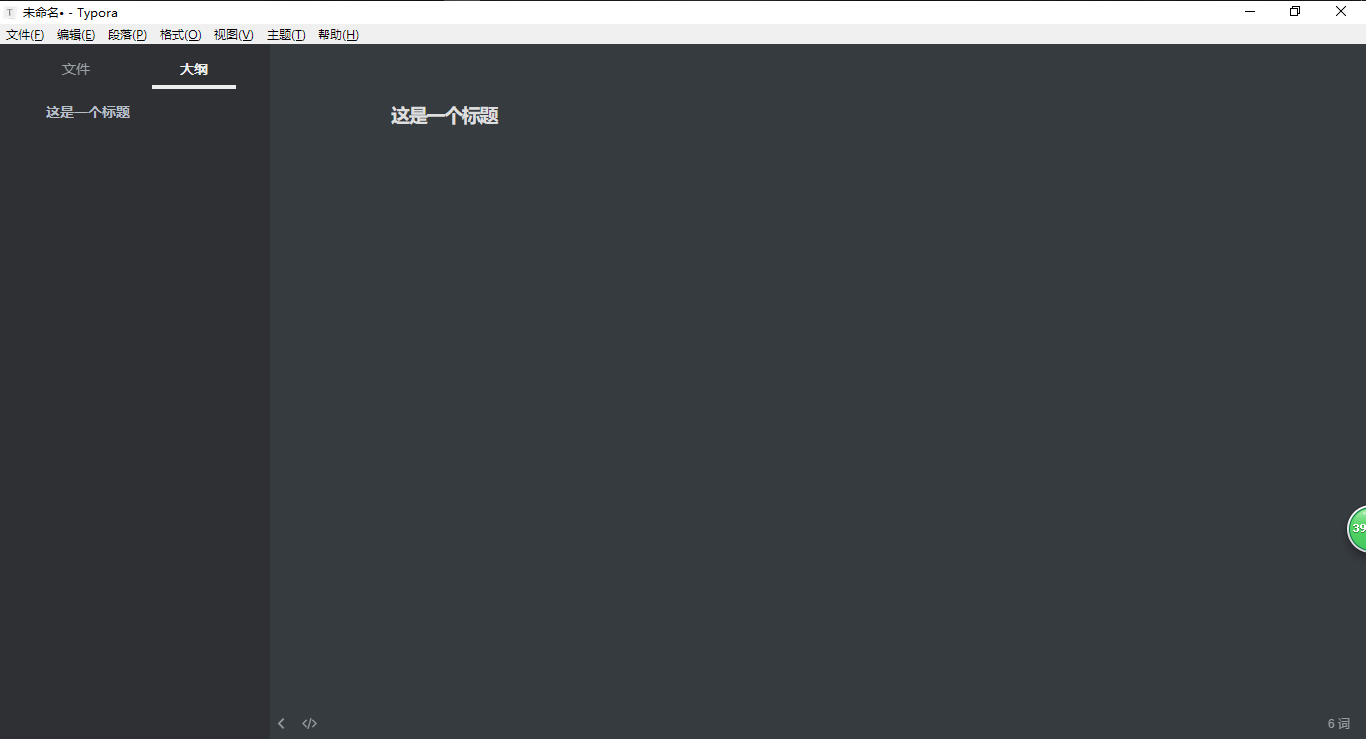 T 未命名• - Typora
文件(F) 编辑(E) 段落(P) 格式(O) 视图(V) 主题(T) 帮助(H)
文件 大纲
这是一个标题
这是一个标题
39
6 词